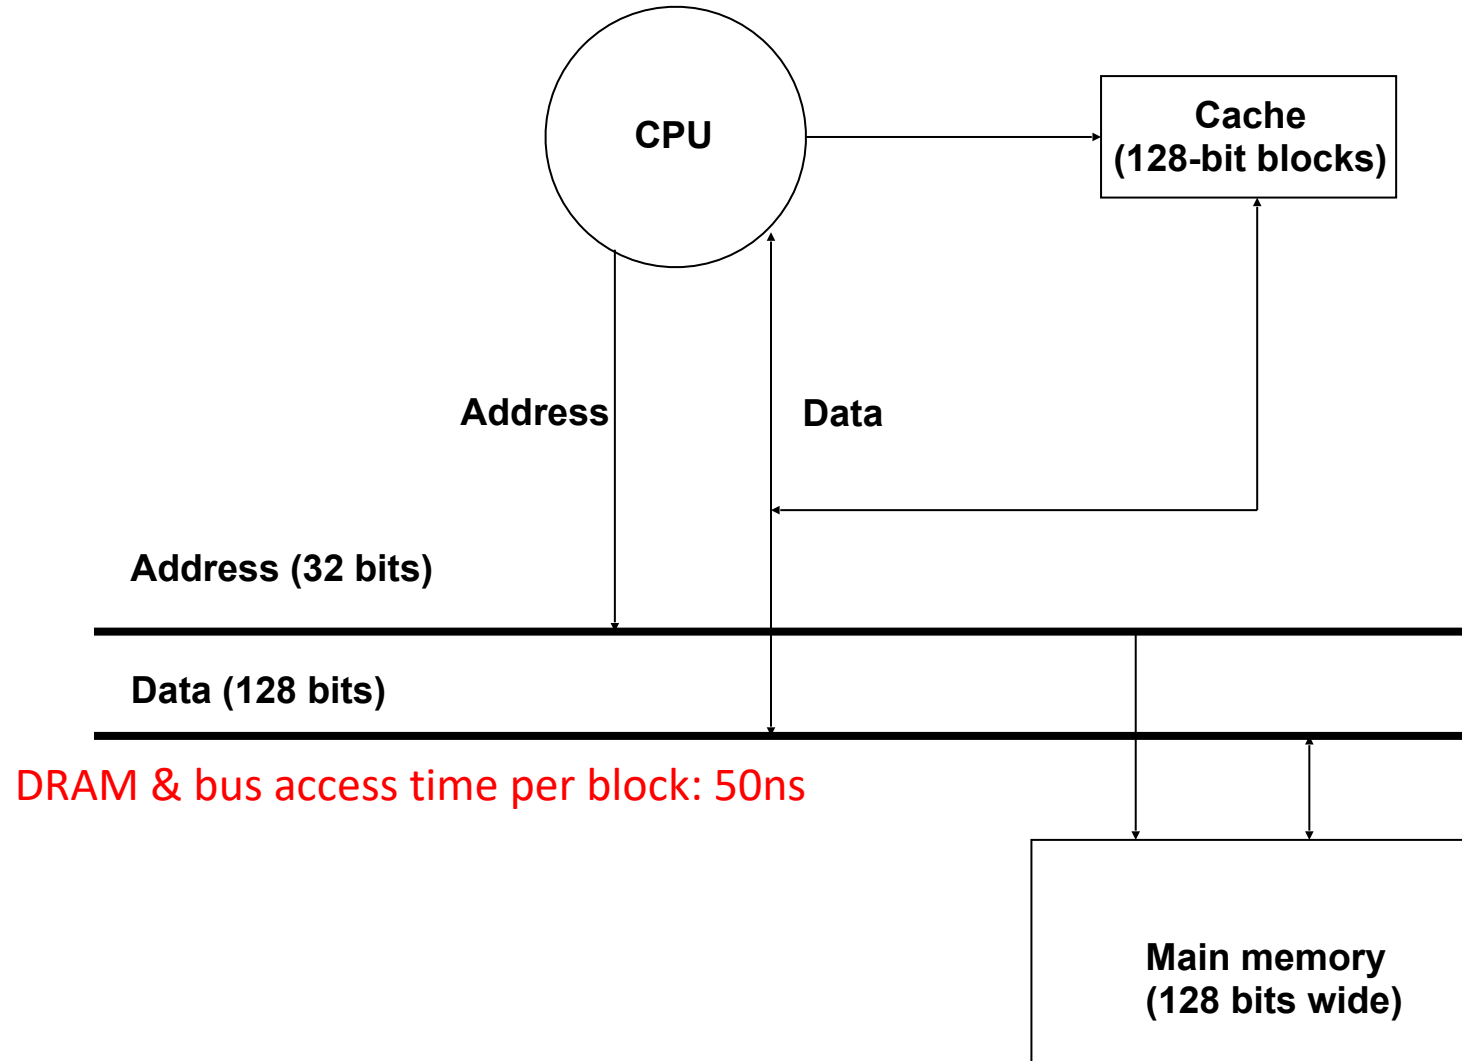 CPU
Cache
(128-bit blocks)
Address
Data
Address (32 bits)
Data (128 bits)
DRAM & bus access time per block: 50ns
Main memory
(128 bits wide)